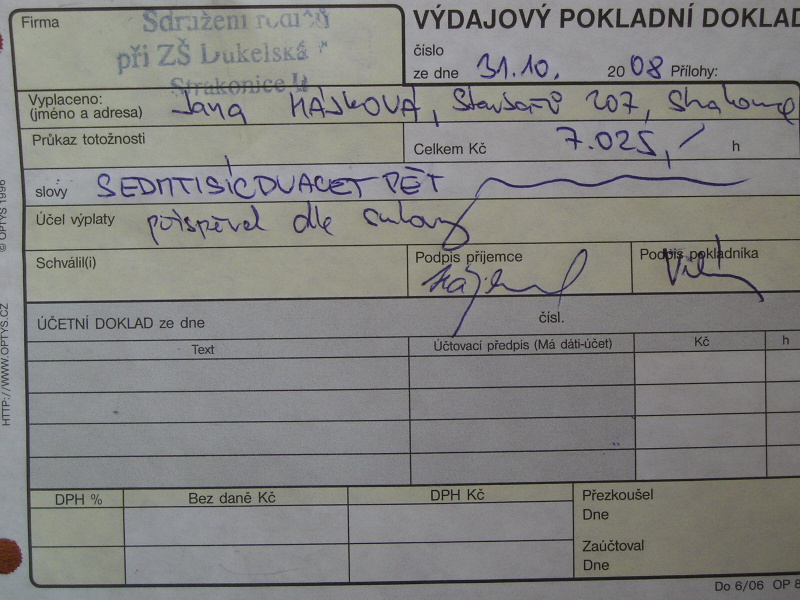 Firma
Sdružení rodičů
při ZŠ Dukelská
Strakonice
VÝDAJOVÝ POKLADNÍ DOKLAD
číslo
ze dne 31.10. 2008 Přílohy:
Vyplaceno:
(jméno a adresa) Jana HÁJKOVÁ, 207,
Průkaz totožnosti
Celkem Kč 7.025,- h
slovy SEDMTISÍCDVACETPĚT
Účel výplaty příspěvek dle smlouvy
Schválil(i)
Podpis příjemce
Podpis pokladníka
ÚČETNÍ DOKLAD ze dne
čísl.
Text Účtovací předpis (Má dáti-účet) Kč h
DPH % Bez daně Kč DPH Kč
Přezkoušel
Dne
Zaúčtoval
Dne
Do 6/06 OP 8
HTTP://WWW.OPTYS.CZ
© OPTYS 1996